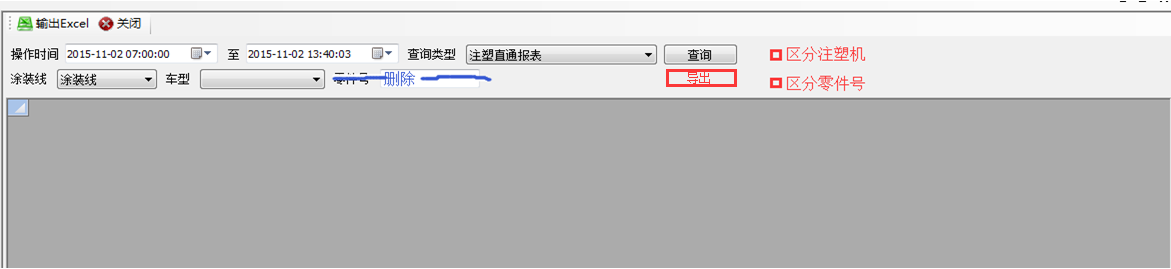 输出Excel 关闭
操作时间 2015-11-02 07:00:00 至 2015-11-02 13:40:03 查询类型 注塑直通报表 查询 区分注塑机
涂装线 涂装线 车型 零件号 删除 导出 区分零件号